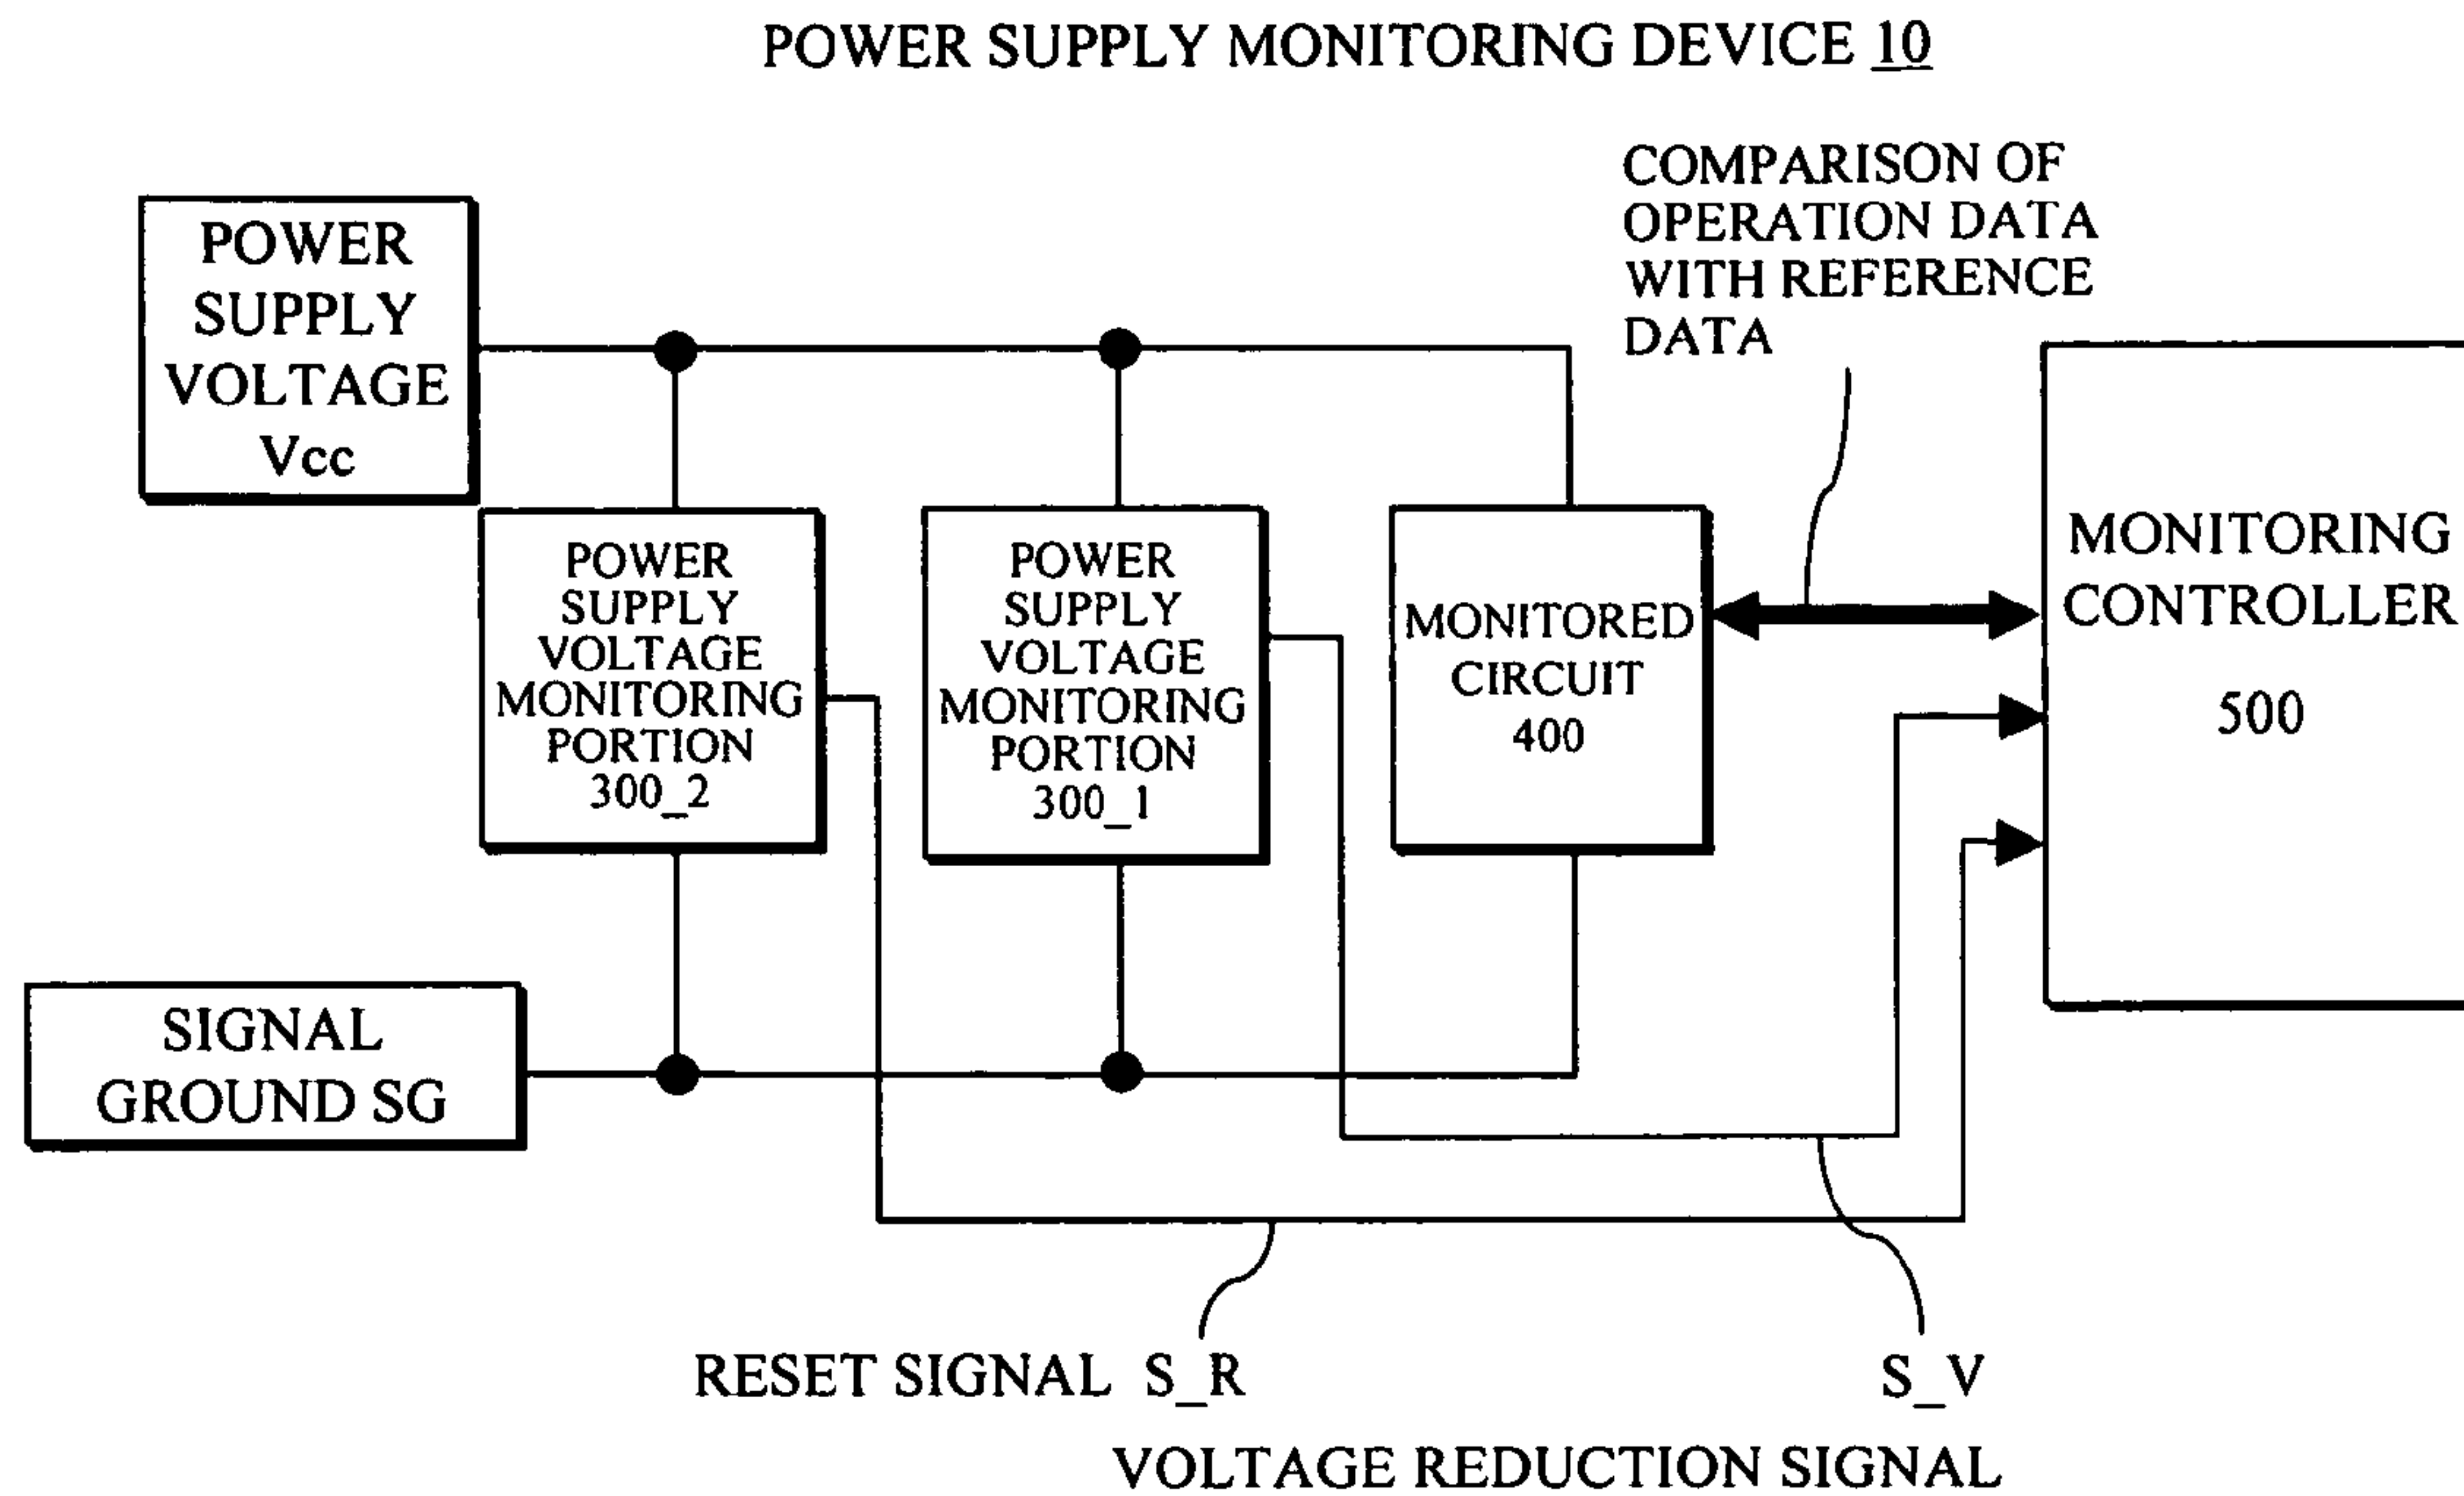 POWER SUPPLY MONITORING DEVICE 10
COMPARISON OF
OPERATION DATA
WITH REFERENCE
DATA
POWER
SUPPLY
VOLTAGE
Vcc
POWER
SUPPLY
VOLTAGE
MONITORING
PORTION
300_2
POWER
SUPPLY
VOLTAGE
MONITORING
PORTION
300_1
MONITORED
CIRCUIT
400
MONITORING
CONTROLLER
500
SIGNAL
GROUND SG
RESET SIGNAL S_R
S_V
VOLTAGE REDUCTION SIGNAL